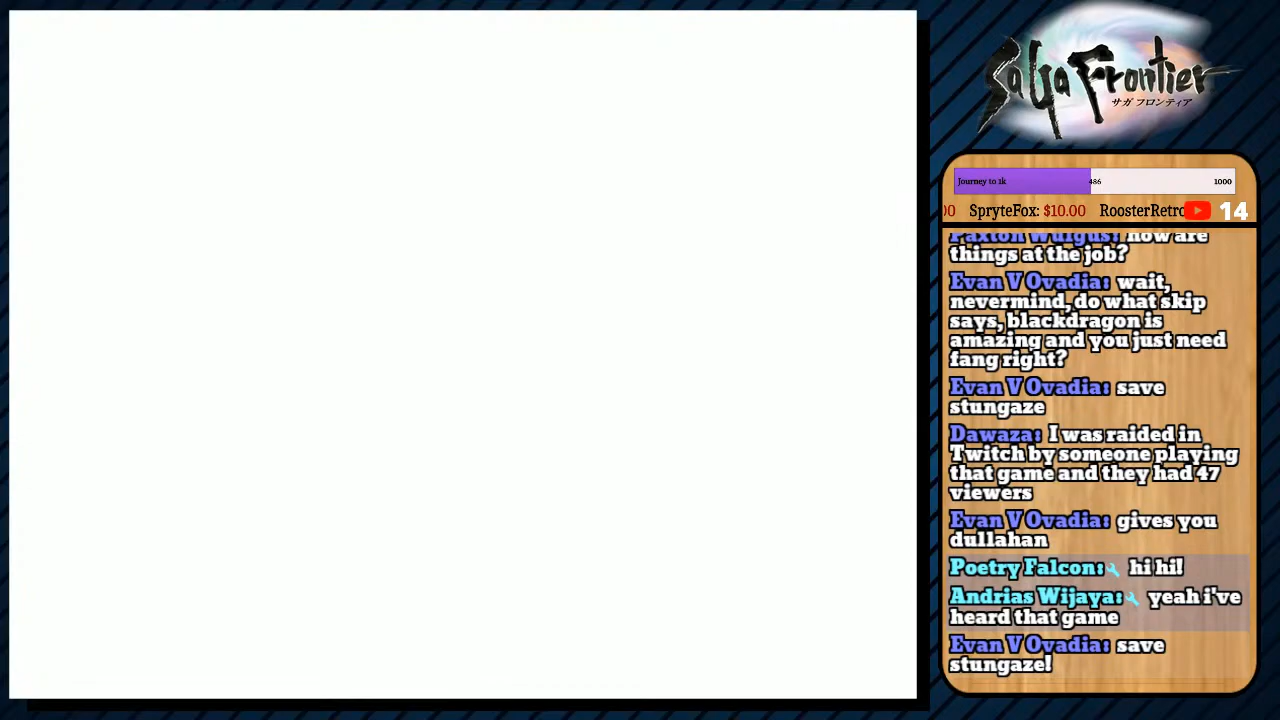 SaGa Frontier
サガ フロンティア
Journey to 1k 486 1000
00 SpryteFox: $10.00 RoosterRetro 14
Paxton Wulgus: how are
things at the job?
Evan V Ovadia: wait,
nevermind, do what skip
says, blackdragon is
amazing and you just need
fang right?
Evan V Ovadia: save
stungaze
Dawaza: I was raided in
Twitch by someone playing
that game and they had 47
viewers
Evan V Ovadia: gives you
dullahan
Poetry Falcon: hi hi!
Andrias Wijaya: yeah i've
heard that game
Evan V Ovadia: save
stungaze!